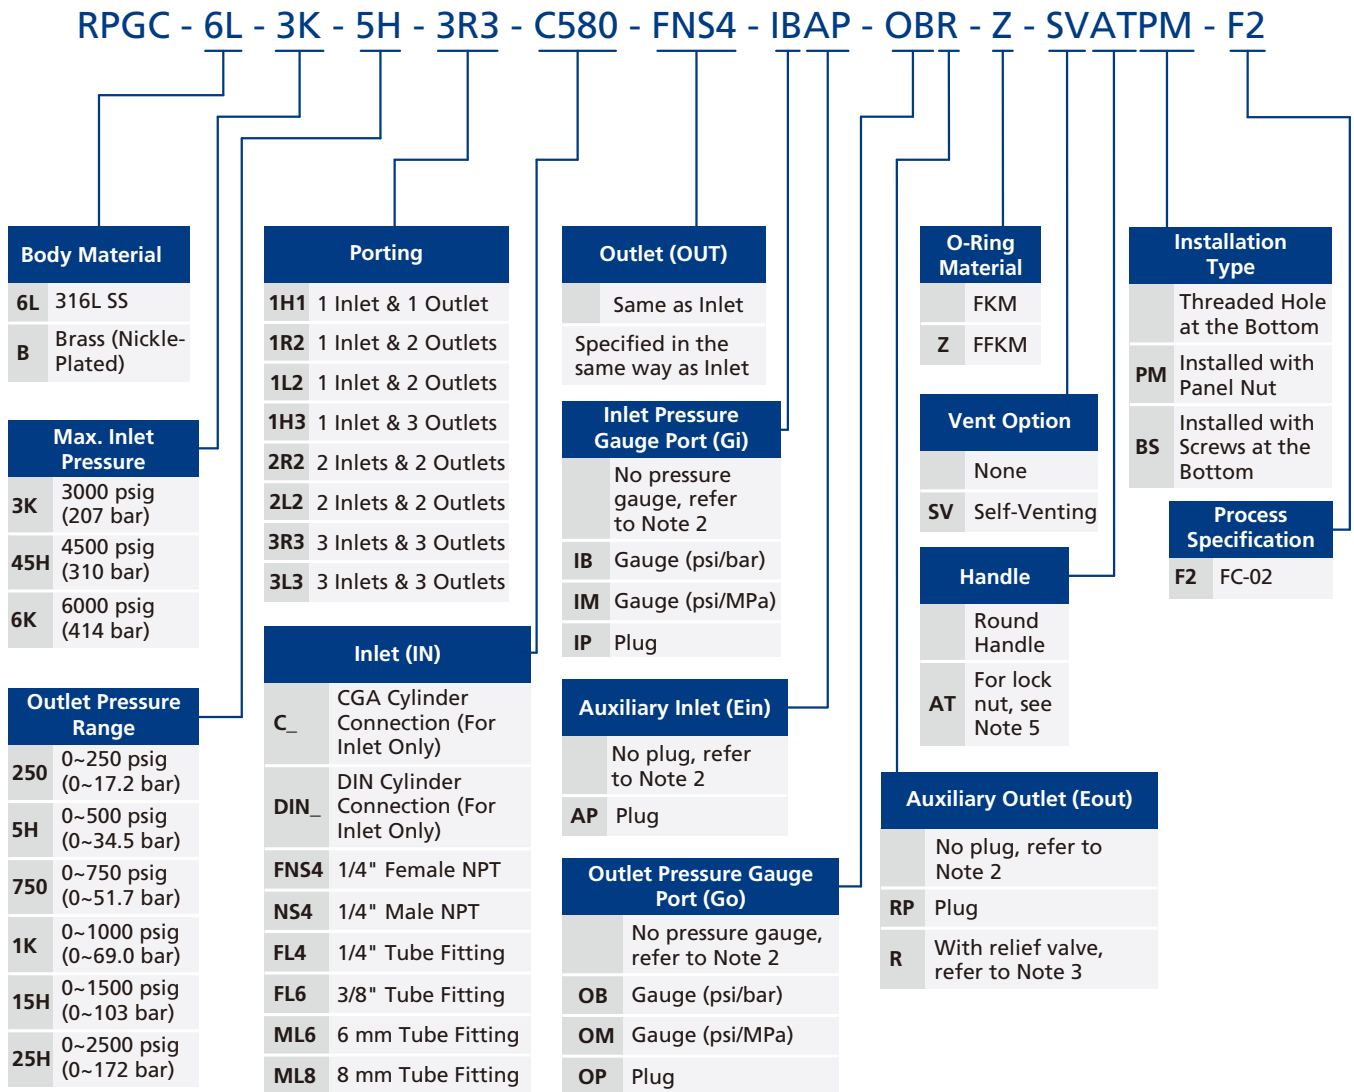 RPGC - 6L - 3K - 5H - 3R3 - C580 - FNS4 - IBAP - OBR - Z - SVATPM - F2
Body Material
6L 316L SS
B Brass (Nickle-
Plated)
Max. Inlet
Pressure
3K 3000 psig
(207 bar)
45H 4500 psig
(310 bar)
6K 6000 psig
(414 bar)
Outlet Pressure
Range
250 0~250 psig
(0~17.2 bar)
5H 0~500 psig
(0~34.5 bar)
750 0~750 psig
(0~51.7 bar)
1K 0~1000 psig
(0~69.0 bar)
15H 0~1500 psig
(0~103 bar)
25H 0~2500 psig
(0~172 bar)
Porting
1H1 1 Inlet & 1 Outlet
1R2 1 Inlet & 2 Outlets
1L2 1 Inlet & 2 Outlets
1H3 1 Inlet & 3 Outlets
2R2 2 Inlets & 2 Outlets
2L2 2 Inlets & 2 Outlets
3R3 3 Inlets & 3 Outlets
3L3 3 Inlets & 3 Outlets
Inlet (IN)
C_ CGA Cylinder
Connection (For
Inlet Only)
DIN_ DIN Cylinder
Connection (For
Inlet Only)
FNS4 1/4" Female NPT
NS4 1/4" Male NPT
FL4 1/4" Tube Fitting
FL6 3/8" Tube Fitting
ML6 6 mm Tube Fitting
ML8 8 mm Tube Fitting
Outlet (OUT)
Same as Inlet
Specified in the
same way as Inlet
Inlet Pressure
Gauge Port (Gi)
No pressure
gauge, refer
to Note 2
IB Gauge (psi/bar)
IM Gauge (psi/MPa)
IP Plug
Auxiliary Inlet (Ein)
No plug, refer
to Note 2
AP Plug
Outlet Pressure Gauge
Port (Go)
No pressure gauge,
refer to Note 2
OB Gauge (psi/bar)
OM Gauge (psi/MPa)
OP Plug
O-Ring
Material
FKM
Z FFKM
Vent Option
None
SV Self-Venting
Handle
Round
Handle
AT For lock
nut, see
Note 5
Auxiliary Outlet (Eout)
No plug, refer to
Note 2
RP Plug
R With relief valve,
refer to Note 3
Installation
Type
Threaded Hole
at the Bottom
PM Installed with
Panel Nut
BS Installed with
Screws at the
Bottom
Process
Specification
F2 FC-02